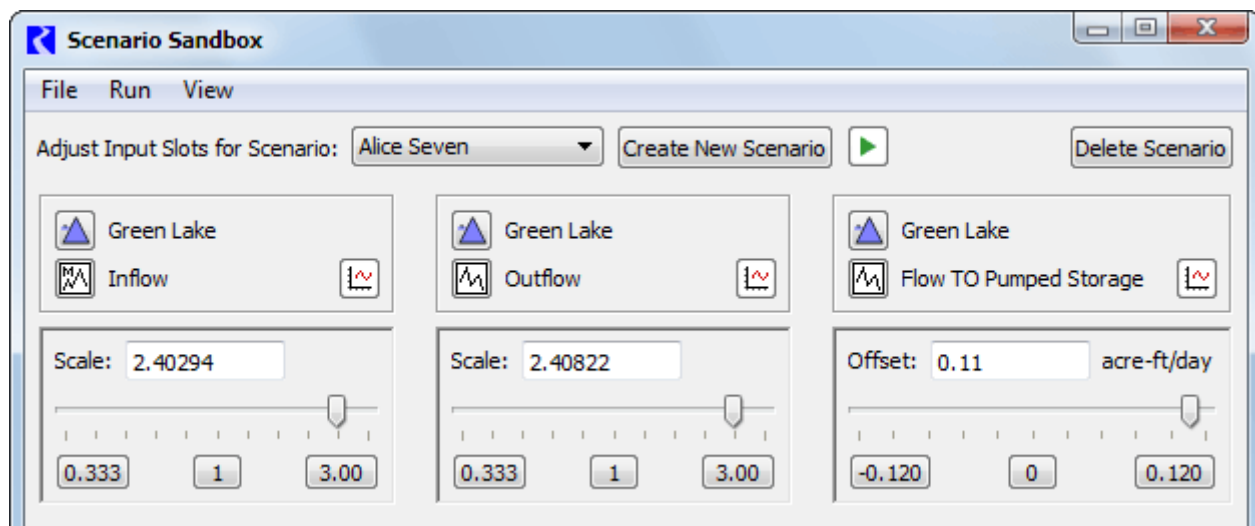 Scenario Sandbox
File Run View
Adjust Input Slots for Scenario: Alice Seven Create New Scenario Delete Scenario
Green Lake Green Lake Green Lake
Inflow Outflow Flow TO Pumped Storage
Scale: 2.40294 Scale: 2.40822 Offset: 0.11 acre-ft/day
0.333 1 3.00 0.333 1 3.00 -0.120 0 0.120